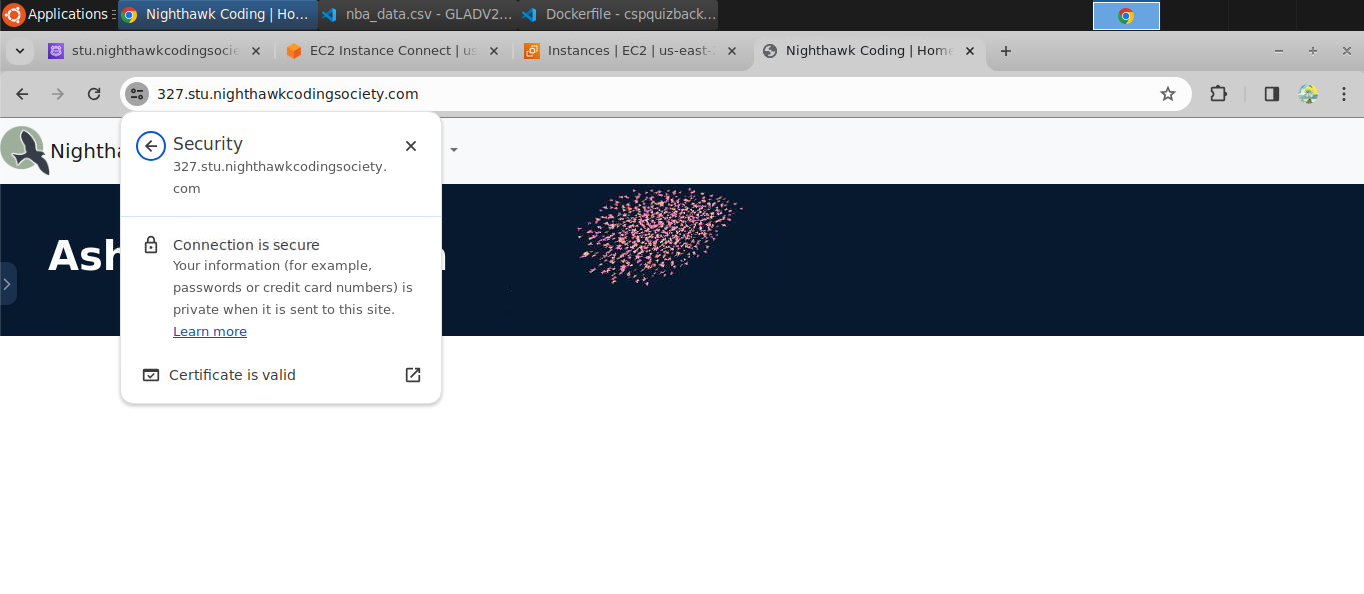 Applications
Nighthawk Coding | Ho...
nba_data.csv - GLADV2...
Dockerfile - cspquizback...
stu.nighthawkcodingsocie
EC2 Instance Connect | us
Instances | EC2 | us-east-
Nighthawk Coding | Home
327.stu.nighthawkcodingsociety.com
Nightha
Security
327.stu.nighthawkcodingsociety.
com
Ash
Connection is secure
Your information (for example,
passwords or credit card numbers) is
private when it is sent to this site.
Learn more
Certificate is valid